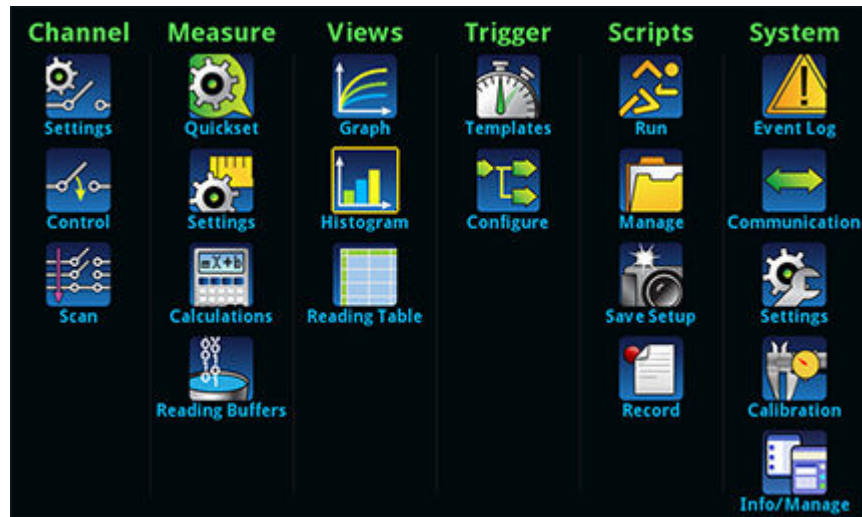 Channel Measure Views Trigger Scripts System
Settings Quickset Graph Templates Run Event Log
mX+b
Control Settings Histogram Configure Manage Communication
Scan Calculations Reading Table Save Setup Settings
Reading Buffers Record Calibration
Info/Manage